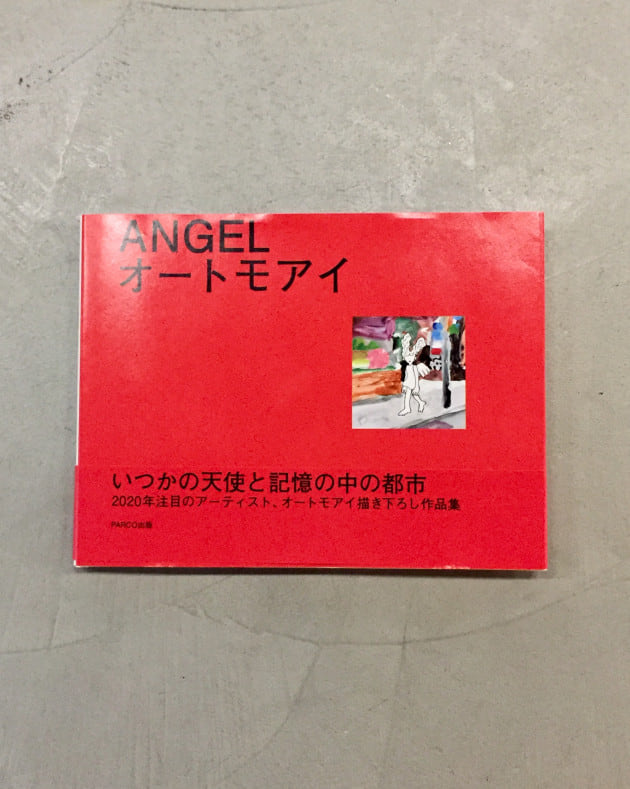 ANGEL
オートモアイ
いつかの天使と記憶の中の都市
2020年注目のアーティスト、オートモアイ描き下ろし作品集
PARCO出版